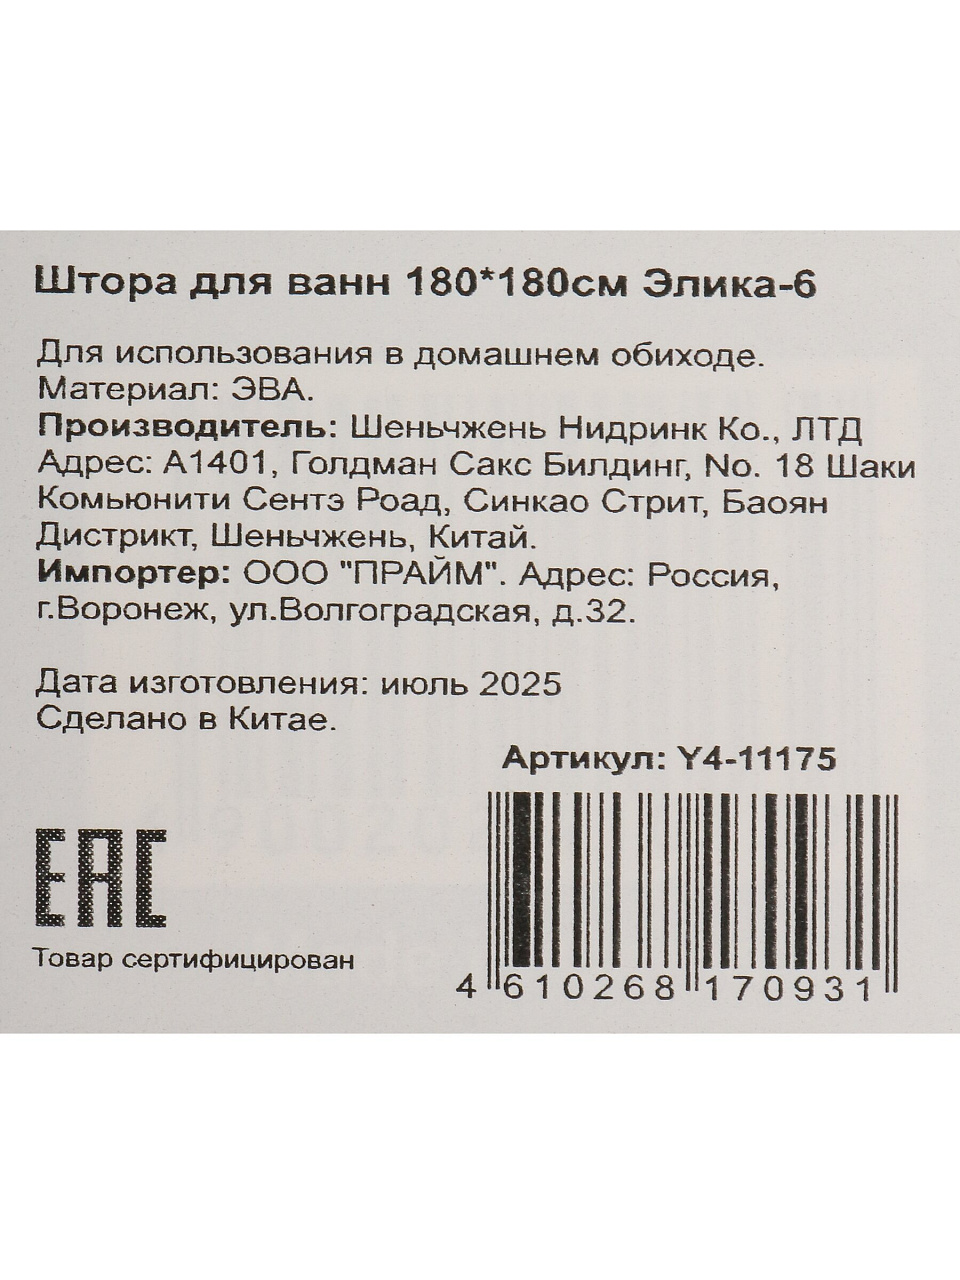 Штора для ванн 180*180см Элика-6
Для использования в домашнем обиходе.
Материал: ЭВА.
Производитель: Шеньчжень Нидринк Ко., ЛТД
Адрес: А1401, Голдман Сакс Билдинг, No. 18 Шаки
Комьюнити Сентэ Роад, Синкао Стрит, Баоян
Дистрикт, Шеньчжень, Китай.
Импортер: ООО "ПРАЙМ". Адрес: Россия,
г.Воронеж, ул.Волгоградская, д.32.
Дата изготовления: июль 2025
Сделано в Китае.
Артикул: Y4-11175
EAC
Товар сертифицирован
4 610268 170931